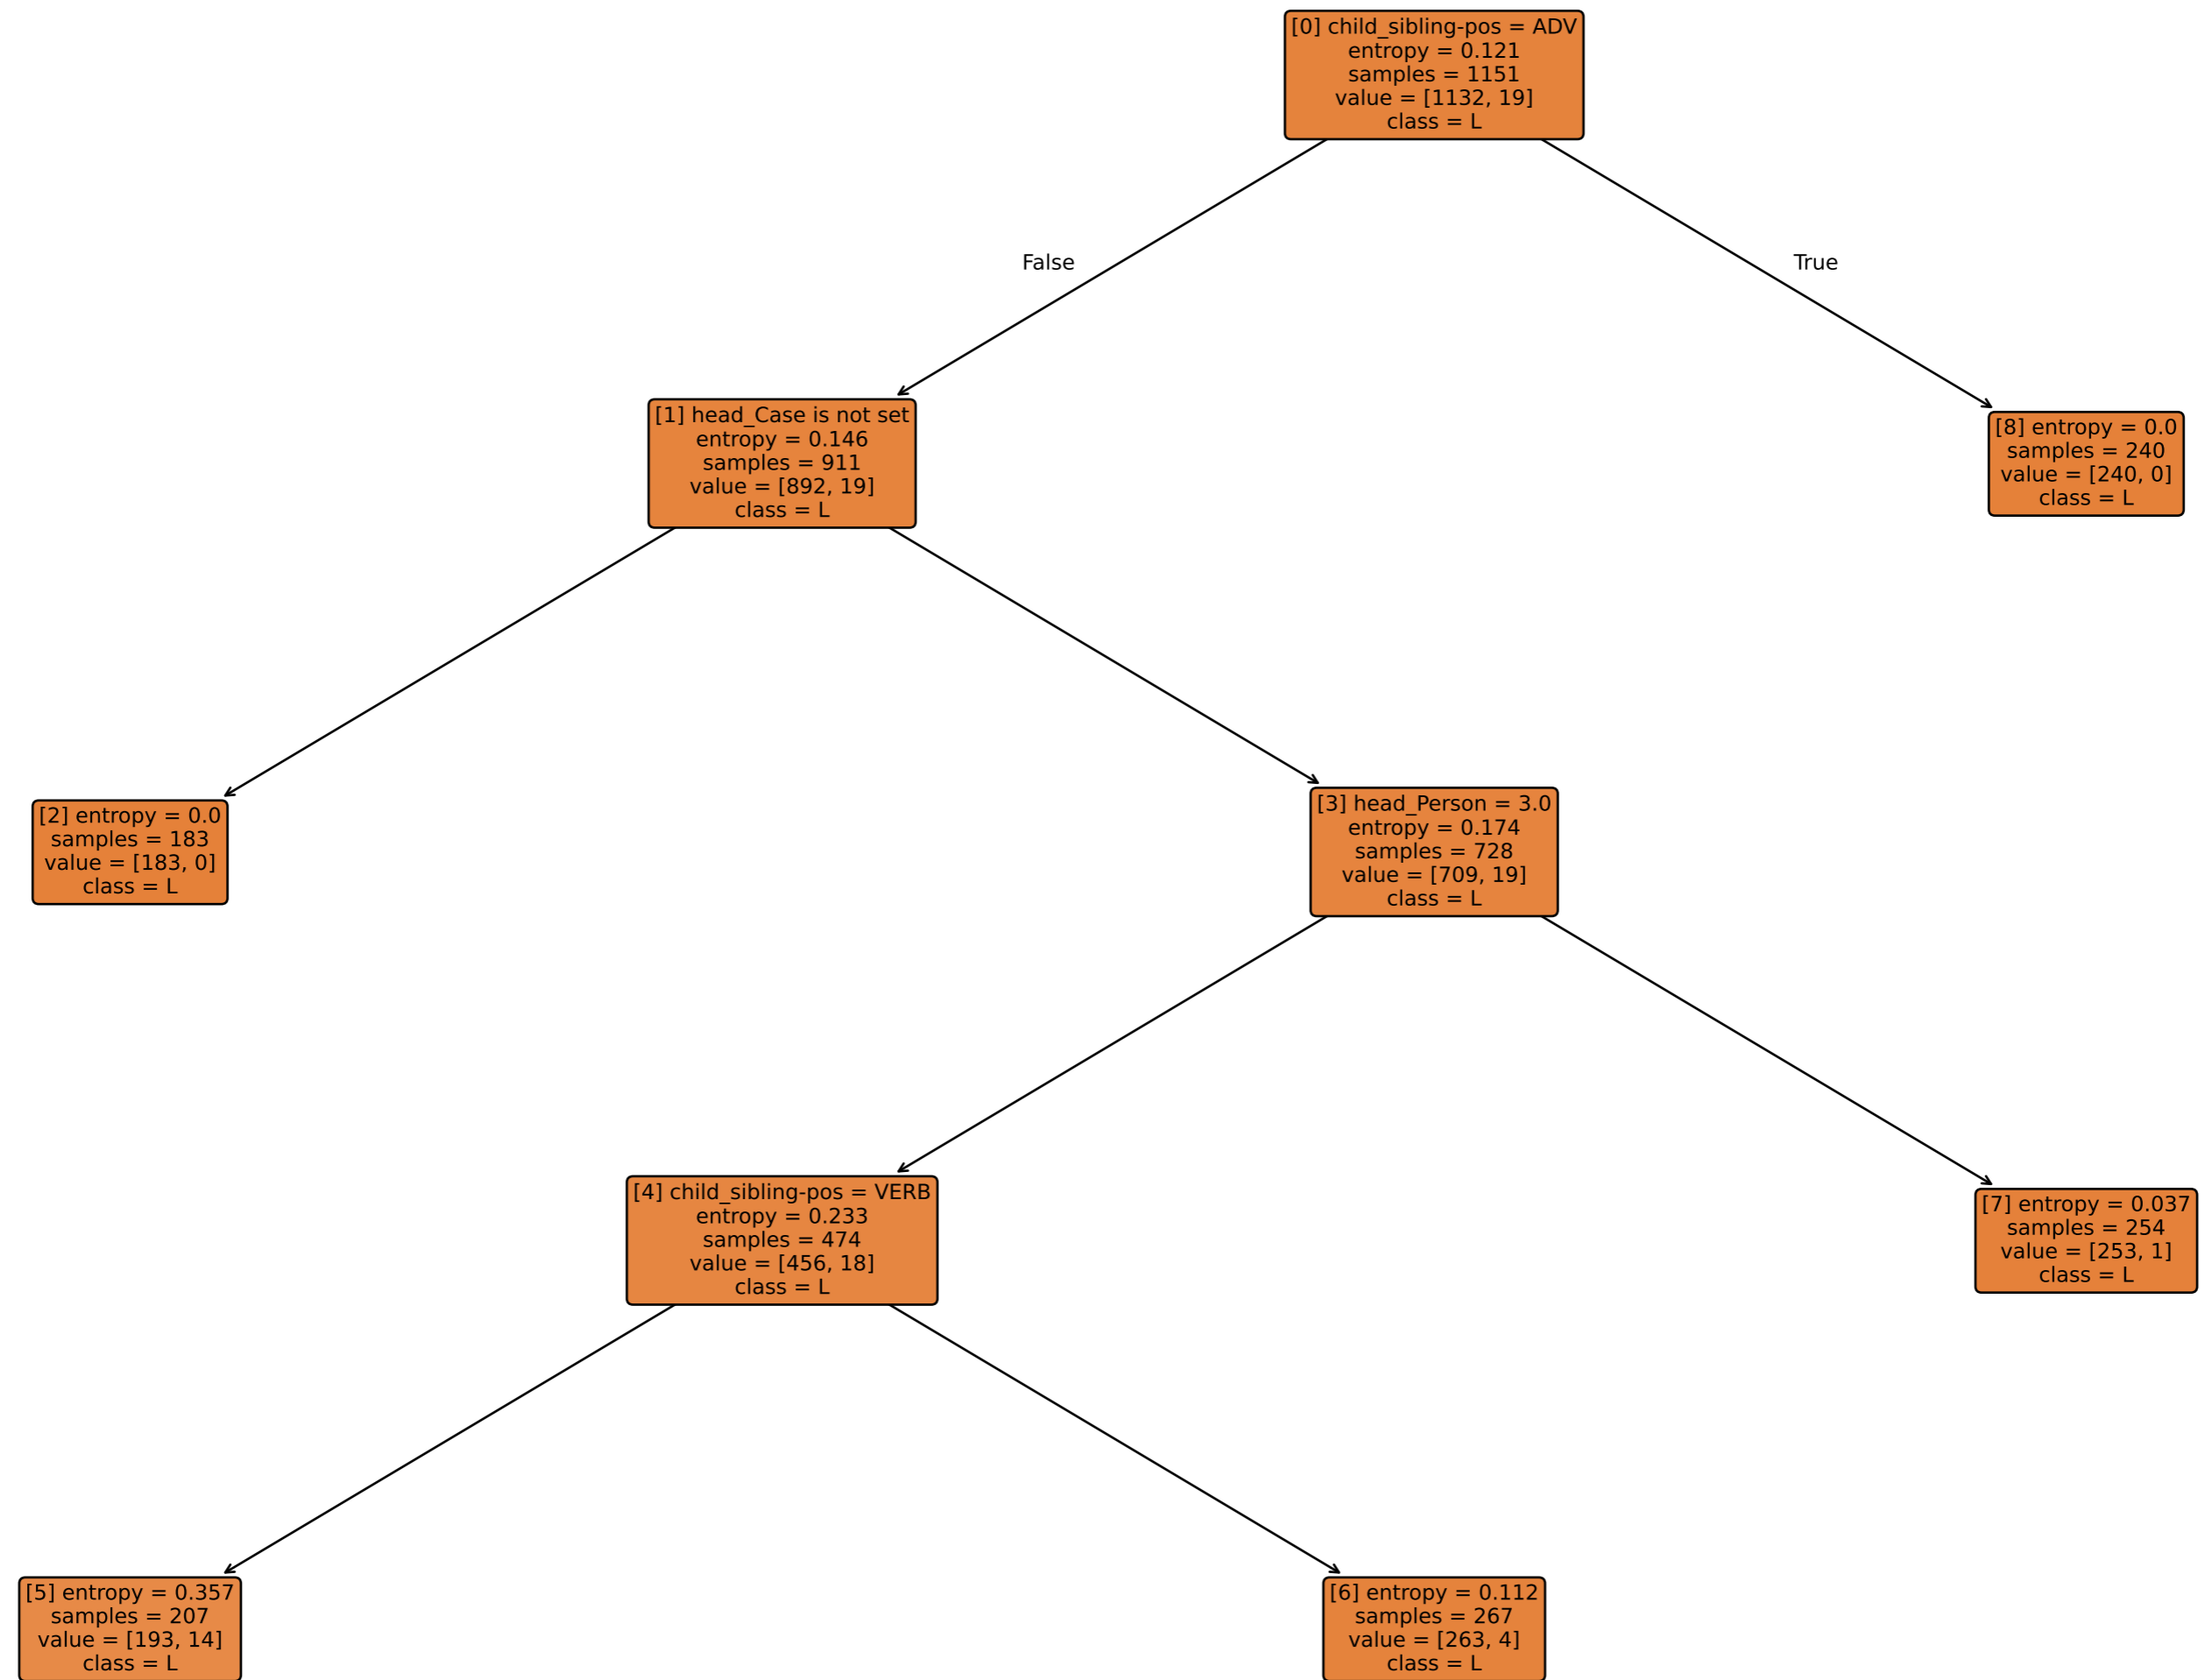 [0] child_sibling-pos = ADV
entropy = 0.121
samples = 1151
value = [1132, 19]
class = L
False
True
[1] head_Case is not set
entropy = 0.146
samples = 911
value = [892, 19]
class = L
[8] entropy = 0.0
samples = 240
value = [240, 0]
class = L
[2] entropy = 0.0
samples = 183
value = [183, 0]
class = L
[3] head_Person = 3.0
entropy = 0.174
samples = 728
value = [709, 19]
class = L
[4] child_sibling-pos = VERB
entropy = 0.233
samples = 474
value = [456, 18]
class = L
[7] entropy = 0.037
samples = 254
value = [253, 1]
class = L
[5] entropy = 0.357
samples = 207
value = [193, 14]
class = L
[6] entropy = 0.112
samples = 267
value = [263, 4]
class = L